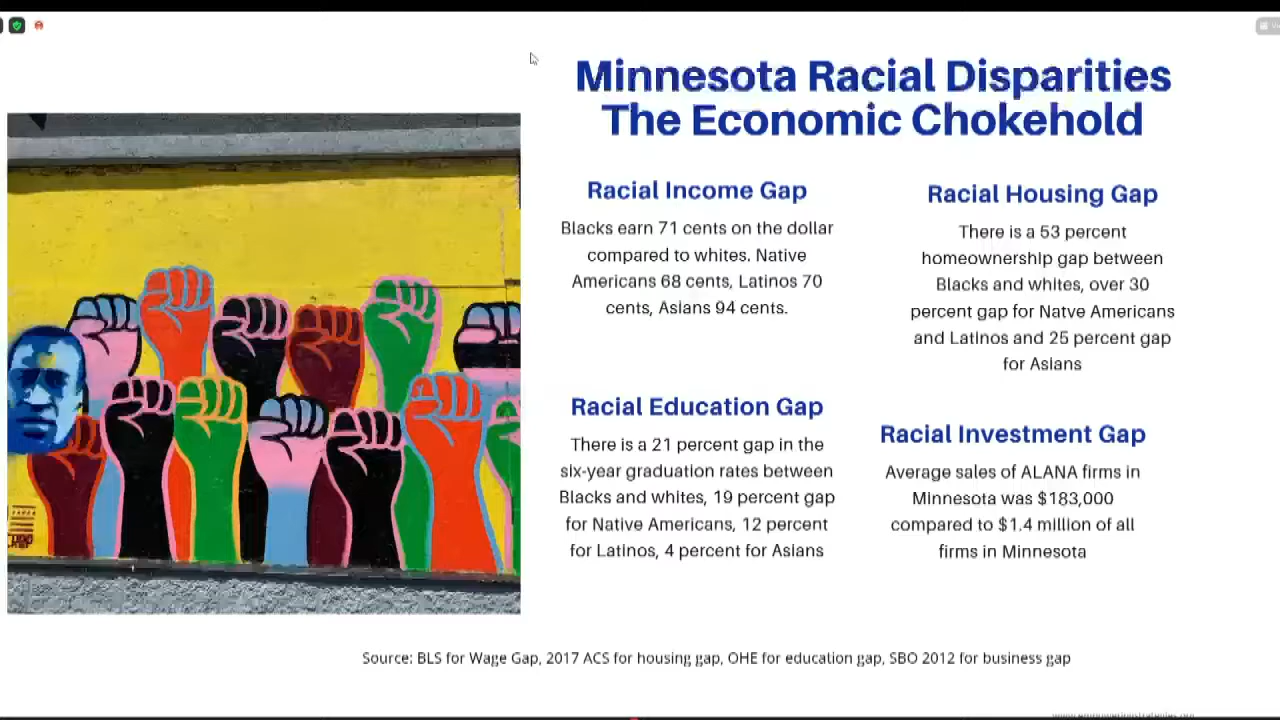 Minnesota Racial Disparities
The Economic Chokehold
Racial Income Gap
Blacks earn 71 cents on the dollar
compared to whites. Native
Americans 68 cents, Latinos 70
cents, Asians 94 cents.
Racial Housing Gap
There is a 53 percent
homeownership gap between
Blacks and whites, over 30
percent gap for Natve Americans
and Latinos and 25 percent gap
for Asians
Racial Education Gap
There is a 21 percent gap in the
six-year graduation rates between
Blacks and whites, 19 percent gap
for Native Americans, 12 percent
for Latinos, 4 percent for Asians
Racial Investment Gap
Average sales of ALANA firms in
Minnesota was $183,000
compared to $1.4 million of all
firms in Minnesota
Source: BLS for Wage Gap, 2017 ACS for housing gap, OHE for education gap, SBO 2012 for business gap